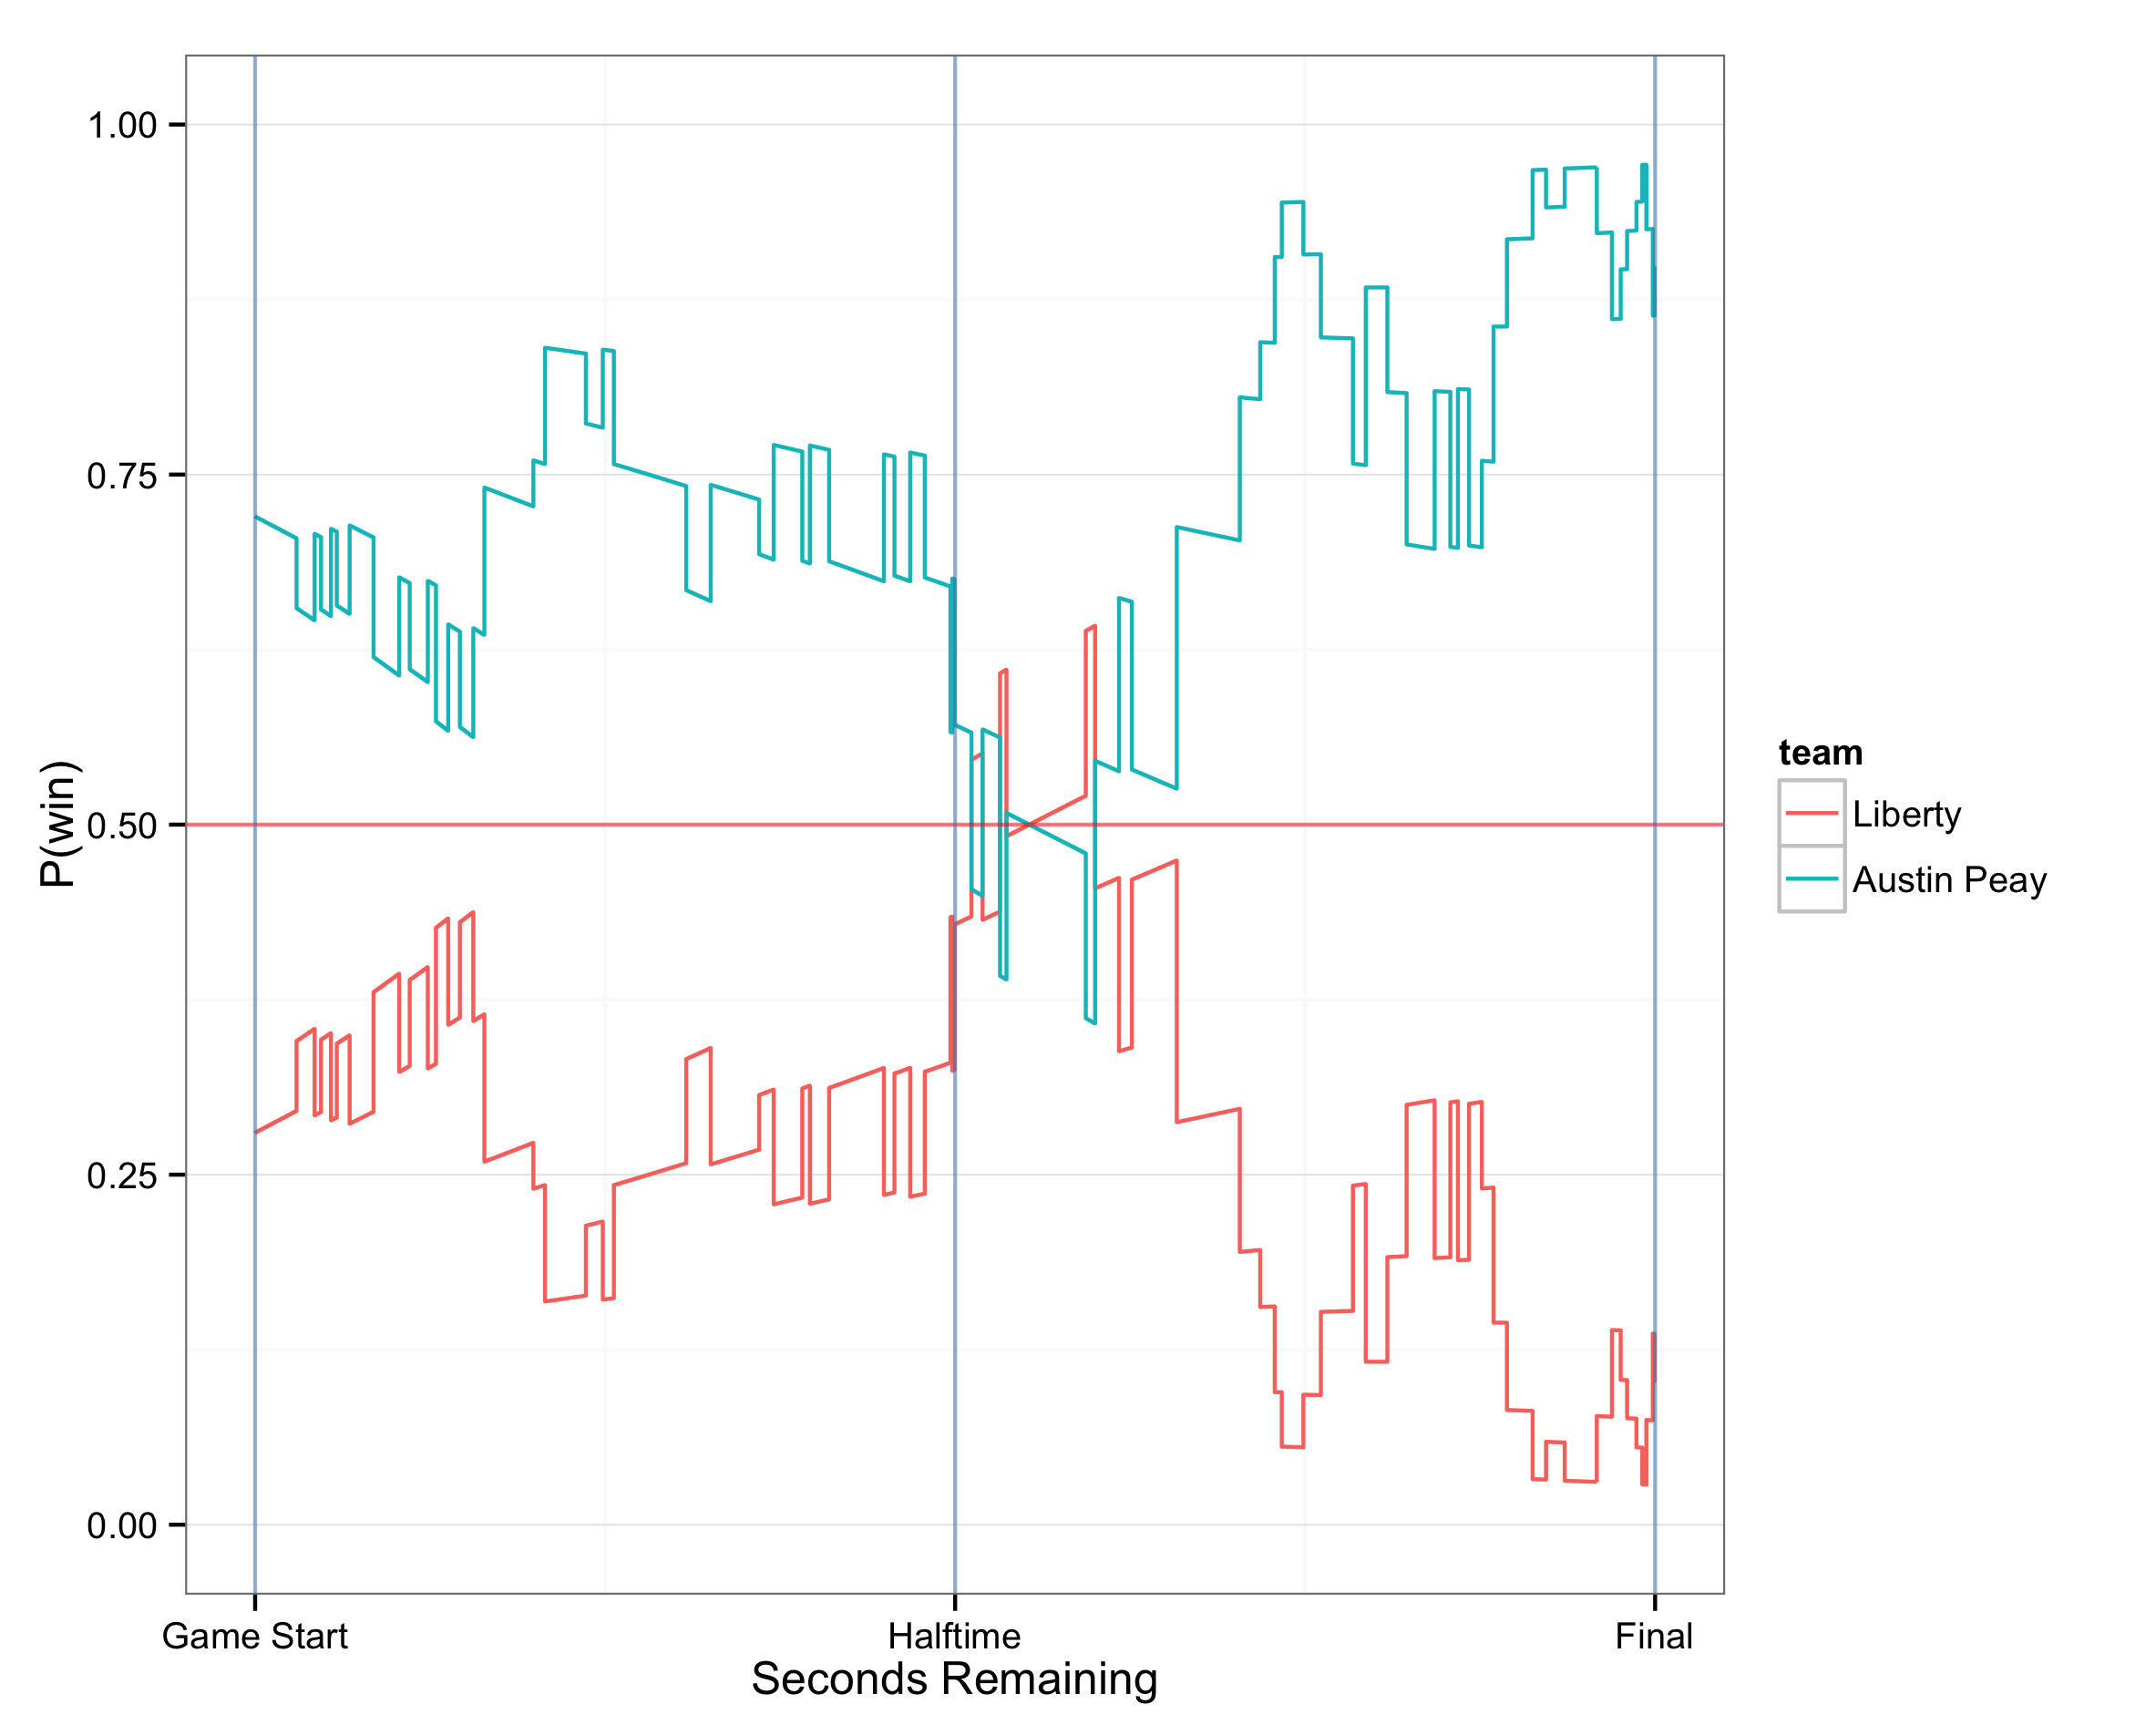 1.00
0.75
0.50
0.25
0.00
P(win)
Game Start
Halftime
Final
Seconds Remaining
team
Liberty
Austin Peay